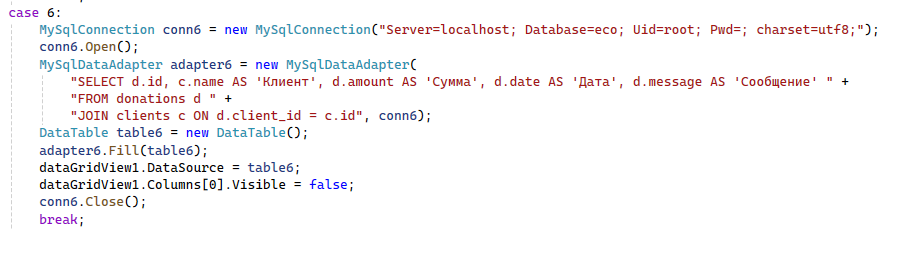 case 6:
MySqlConnection conn6 = new MySqlConnection("Server=localhost; Database=eco; Uid=root; Pwd=; charset=utf8;");
conn6.Open();
MySqlDataAdapter adapter6 = new MySqlDataAdapter(
"SELECT d.id, c.name AS 'Клиент', d.amount AS 'Сумма', d.date AS 'Дата', d.message AS 'Сообщение' " +
"FROM donations d " +
"JOIN clients c ON d.client_id = c.id", conn6);
DataTable table6 = new DataTable();
adapter6.Fill(table6);
dataGridView1.DataSource = table6;
dataGridView1.Columns[0].Visible = false;
conn6.Close();
break;